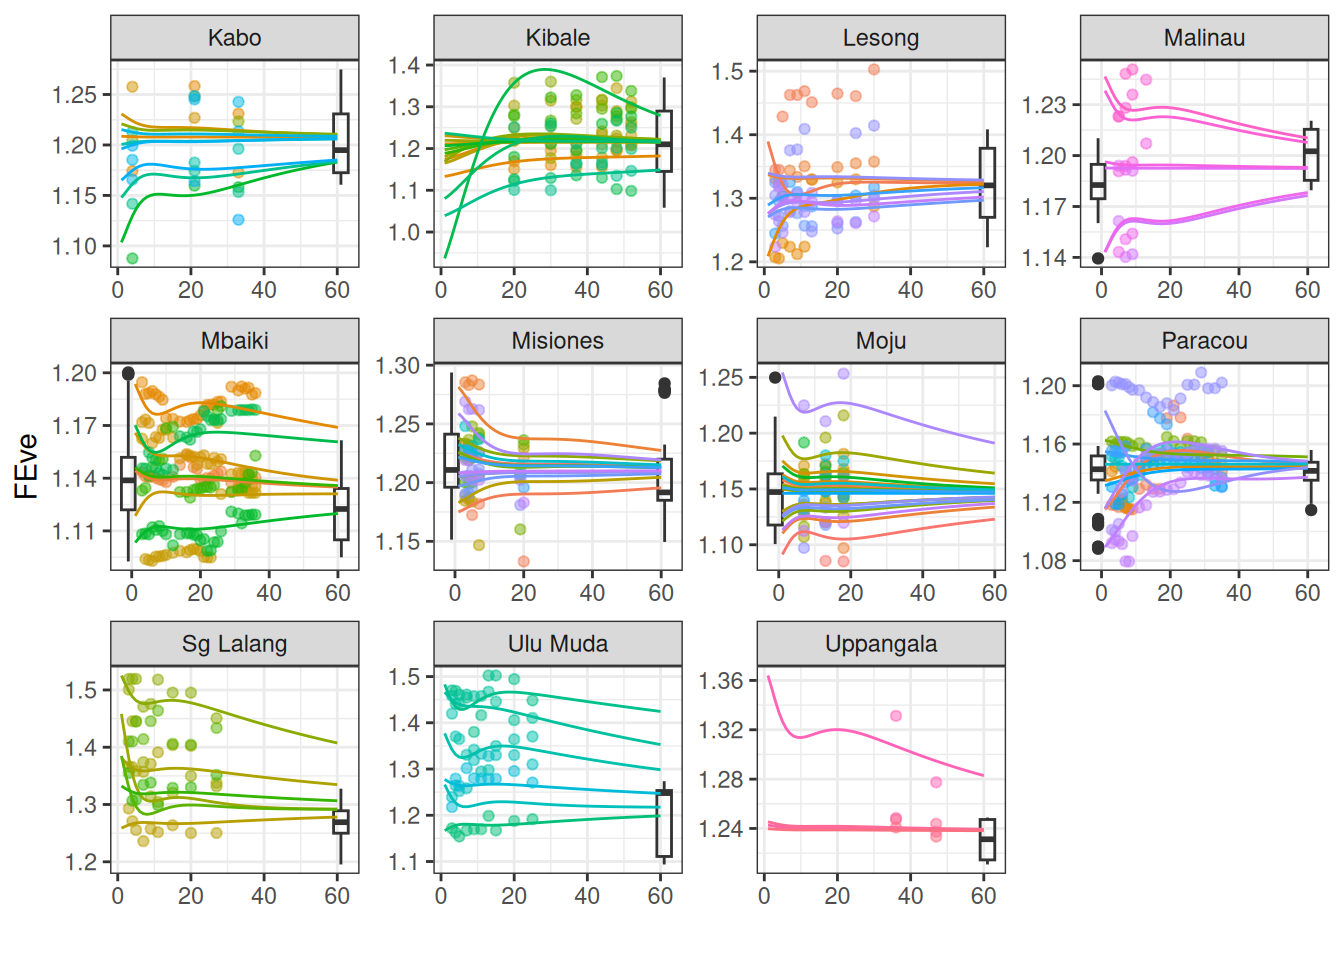 Kabo Kibale Lesong Malinau
1.25 1.20 1.15 1.10
1.4 1.3 1.2 1.1 1.0
1.5 1.4 1.3 1.2
1.23 1.20 1.17 1.14
0 20 40 60 0 20 40 60 0 20 40 60 0 20 40 60
Mbaiki Misiones Moju Paracou
1.20 1.17 1.14 1.11
1.30 1.25 1.20 1.15
1.25 1.20 1.15 1.10
1.20 1.16 1.12 1.08
FEve
0 20 40 60 0 20 40 60 0 20 40 60 0 20 40 60
Sg Lalang Ulu Muda Uppangala
1.5 1.4 1.3 1.2
1.5 1.4 1.3 1.2 1.1
1.36 1.32 1.28 1.24
0 20 40 60 0 20 40 60 0 20 40 60